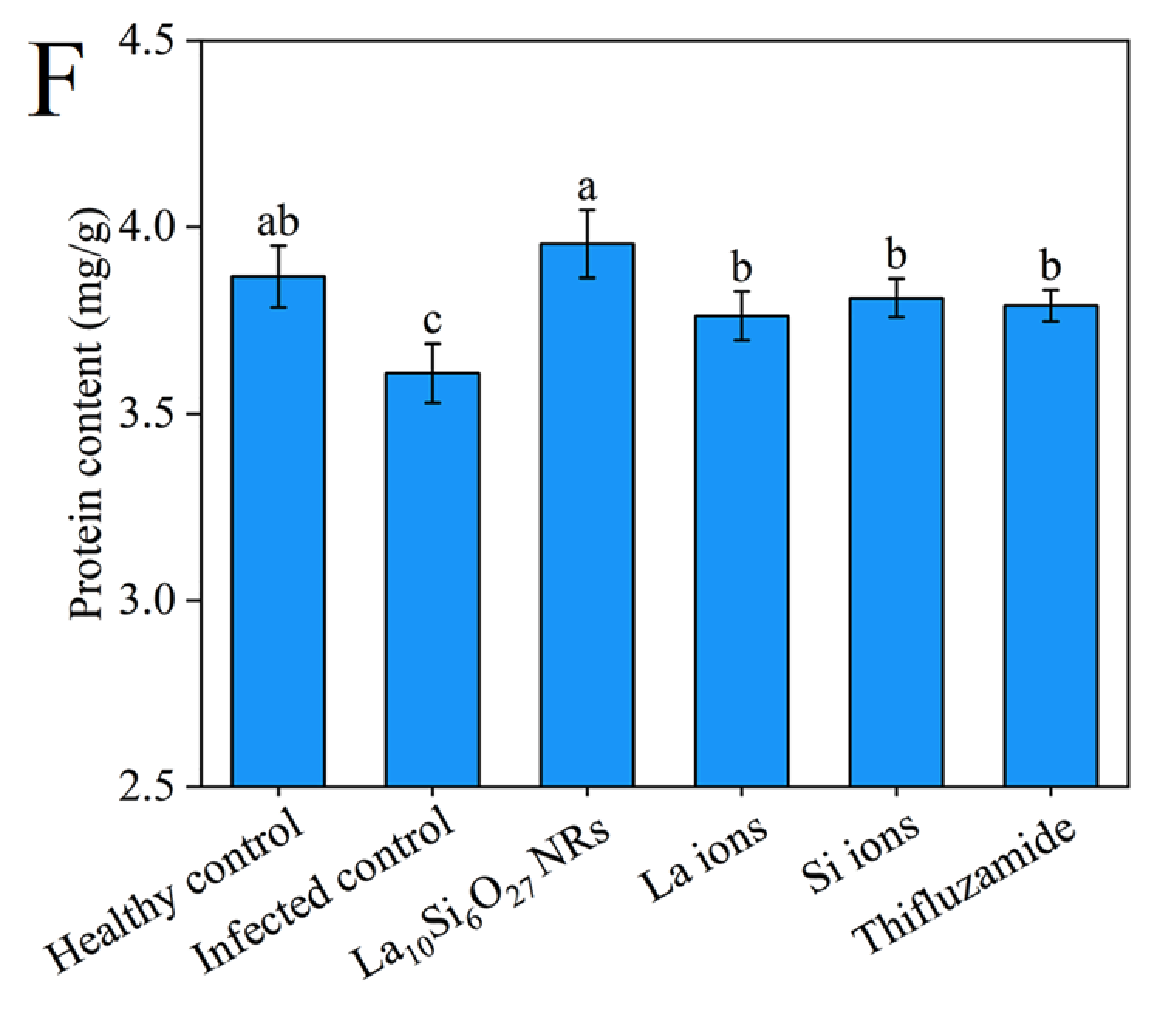 F
Protein content (mg/g)
4.5
4.0
3.5
3.0
2.5
ab
c
a
b
b
b
Healthy control
Infected control
La₁₀Si₆O₂₇ NRs
La ions
Si ions
Thifluzamide